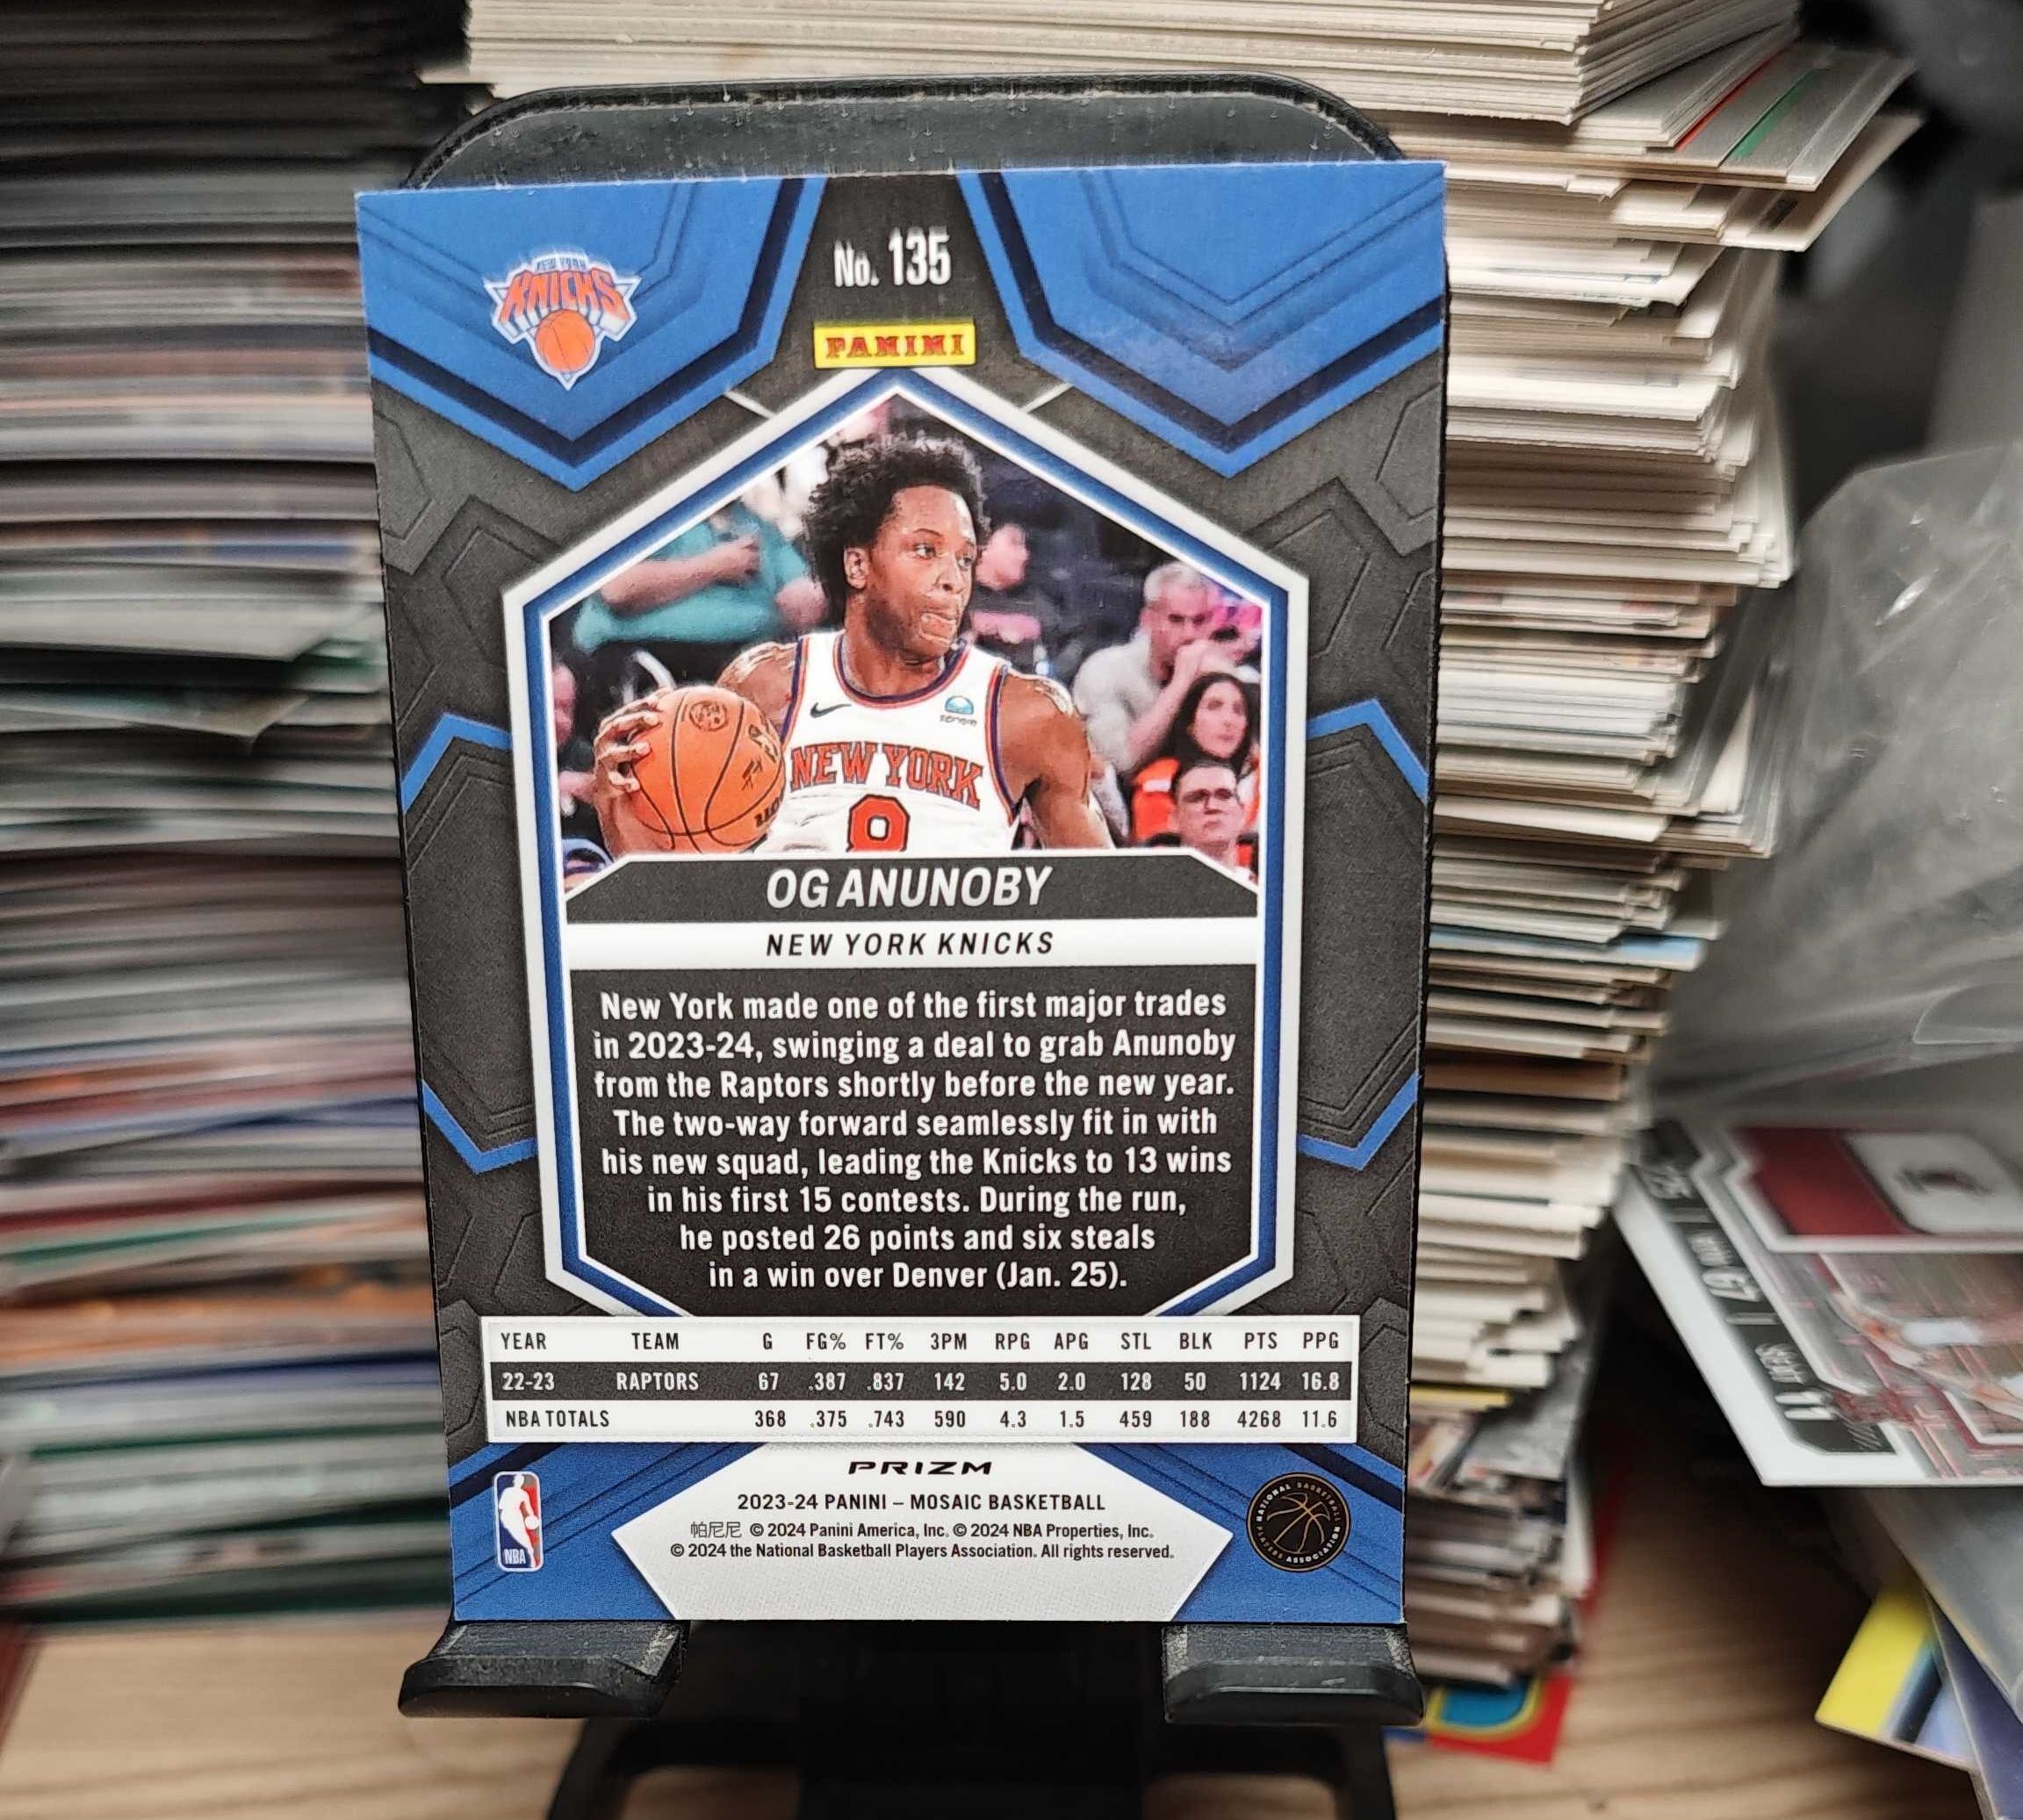 NEW YORK
KNICKS
No. 135
PANINI
NEW YORK
8
OG ANUNOBY
NEW YORK KNICKS
New York made one of the first major trades
in 2023-24, swinging a deal to grab Anunoby
from the Raptors shortly before the new year.
The two-way forward seamlessly fit in with
his new squad, leading the Knicks to 13 wins
in his first 15 contests. During the run,
he posted 26 points and six steals
in a win over Denver (Jan. 25).
YEAR TEAM G FG% FT% 3PM RPG APG STL BLK PTS PPG
22-23 RAPTORS 67 .387 .837 142 5.0 2.0 128 50 1124 16.8
NBA TOTALS 368 .375 .743 590 4.3 1.5 459 188 4268 11.6
PRIZM
2023-24 PANINI – MOSAIC BASKETBALL
帕尼尼 © 2024 Panini America, Inc. © 2024 NBA Properties, Inc.
© 2024 the National Basketball Players Association. All rights reserved.
NBA
NATIONAL BASKETBALL PLAYERS ASSOCIATION